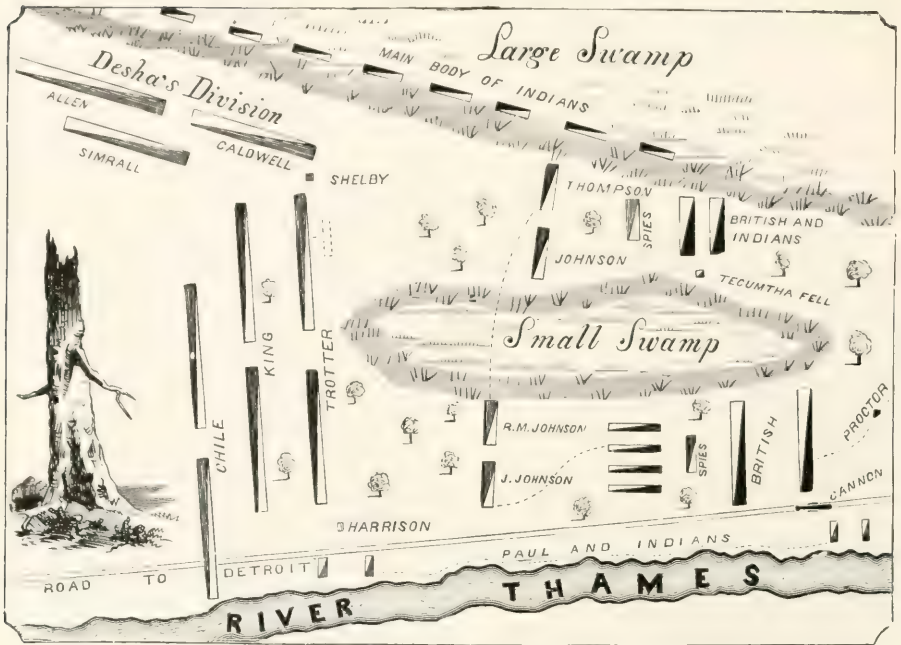 Large Swamp
MAIN BODY OF INDIANS
Desha's Division
ALLEN
SIMRALL
CALDWELL
SHELBY
THOMPSON
SPIES
BRITISH AND
INDIANS
JOHNSON
TECUMTHA FELL
Small Swamp
KING
TROTTER
CHILE
R.M. JOHNSON
J. JOHNSON
SPIES
BRITISH
PROCTOR
CANNON
HARRISON
PAUL AND INDIANS
ROAD TO DETROIT
RIVER THAMES